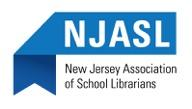 NJASL
New Jersey Association
of School Librarians